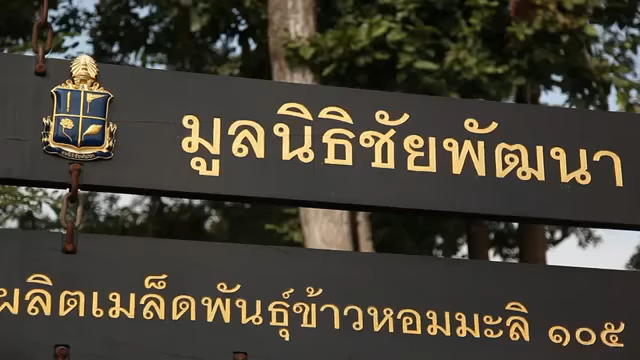 มูลนิธิชัยพัฒนา
ผลิตเมล็ดพันธุ์ข้าวหอมมะลิ ๑๐๕